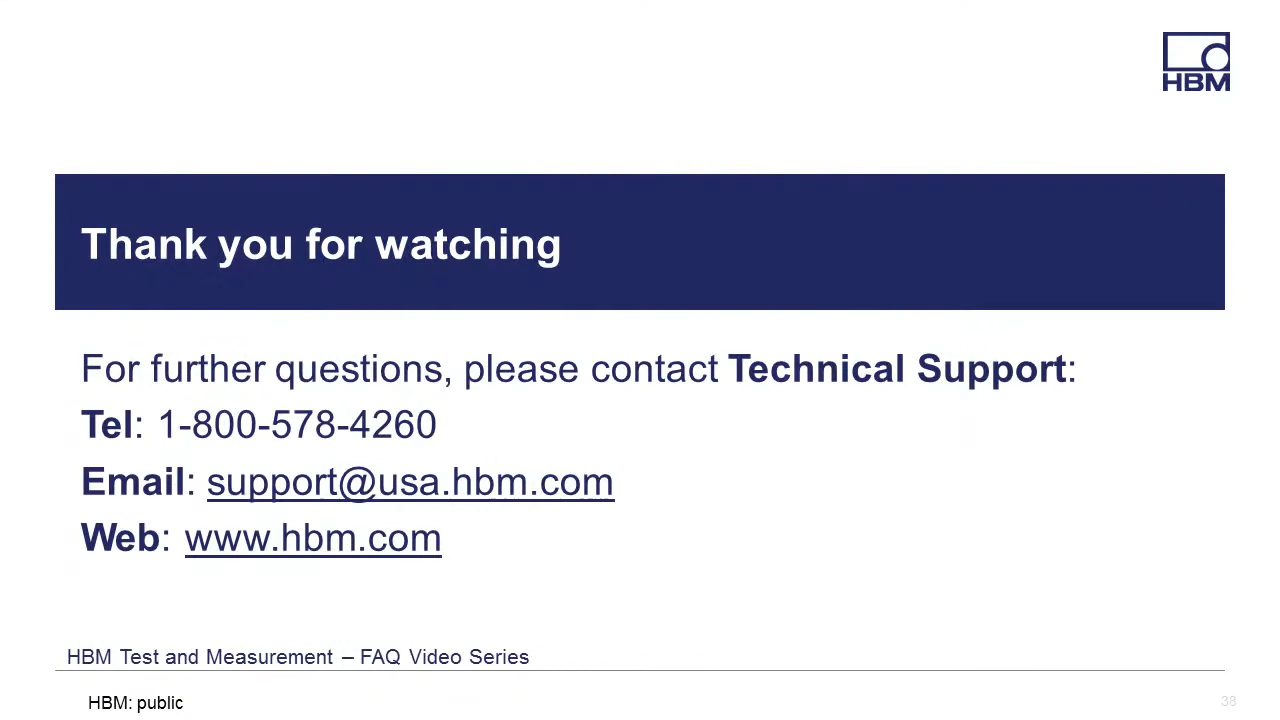 HBM
Thank you for watching
For further questions, please contact Technical Support:
Tel: 1-800-578-4260
Email: support@usa.hbm.com
Web: www.hbm.com
HBM Test and Measurement – FAQ Video Series
HBM: public
38